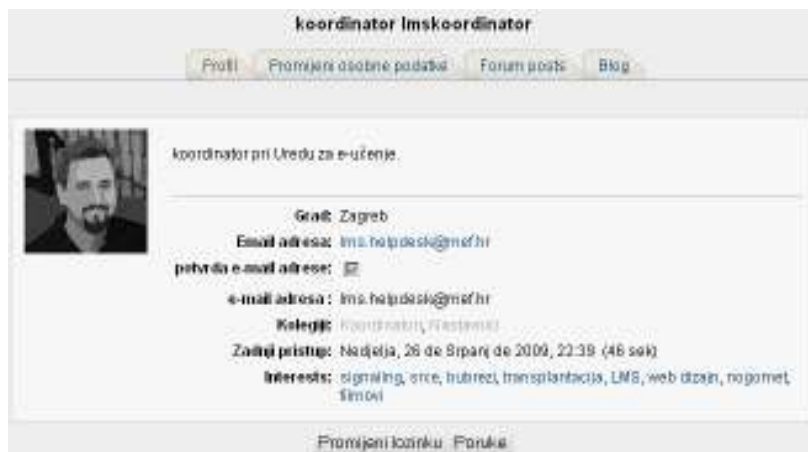 koordinator lmskoordinator
Profil Promijeni osobne podatke Forum posts Blog
koordinator pri Uredu za e-učenje.
Grad: Zagreb
Email adresa: lms.helpdesk@mef.hr
potvrda e-mail adrese:
e-mail adresa : lms.helpdesk@mef.hr
Kolegiji: Koordinatori, Nastavnici
Zadnji pristup: Nedjelja, 26 de Srpanj de 2009, 22:39 (46 sek)
Interests: signaling, srce, bubrezi, transplantacija, LMS, web dizajn, nogomet,
filmovi
Promijeni lozinku Poruke